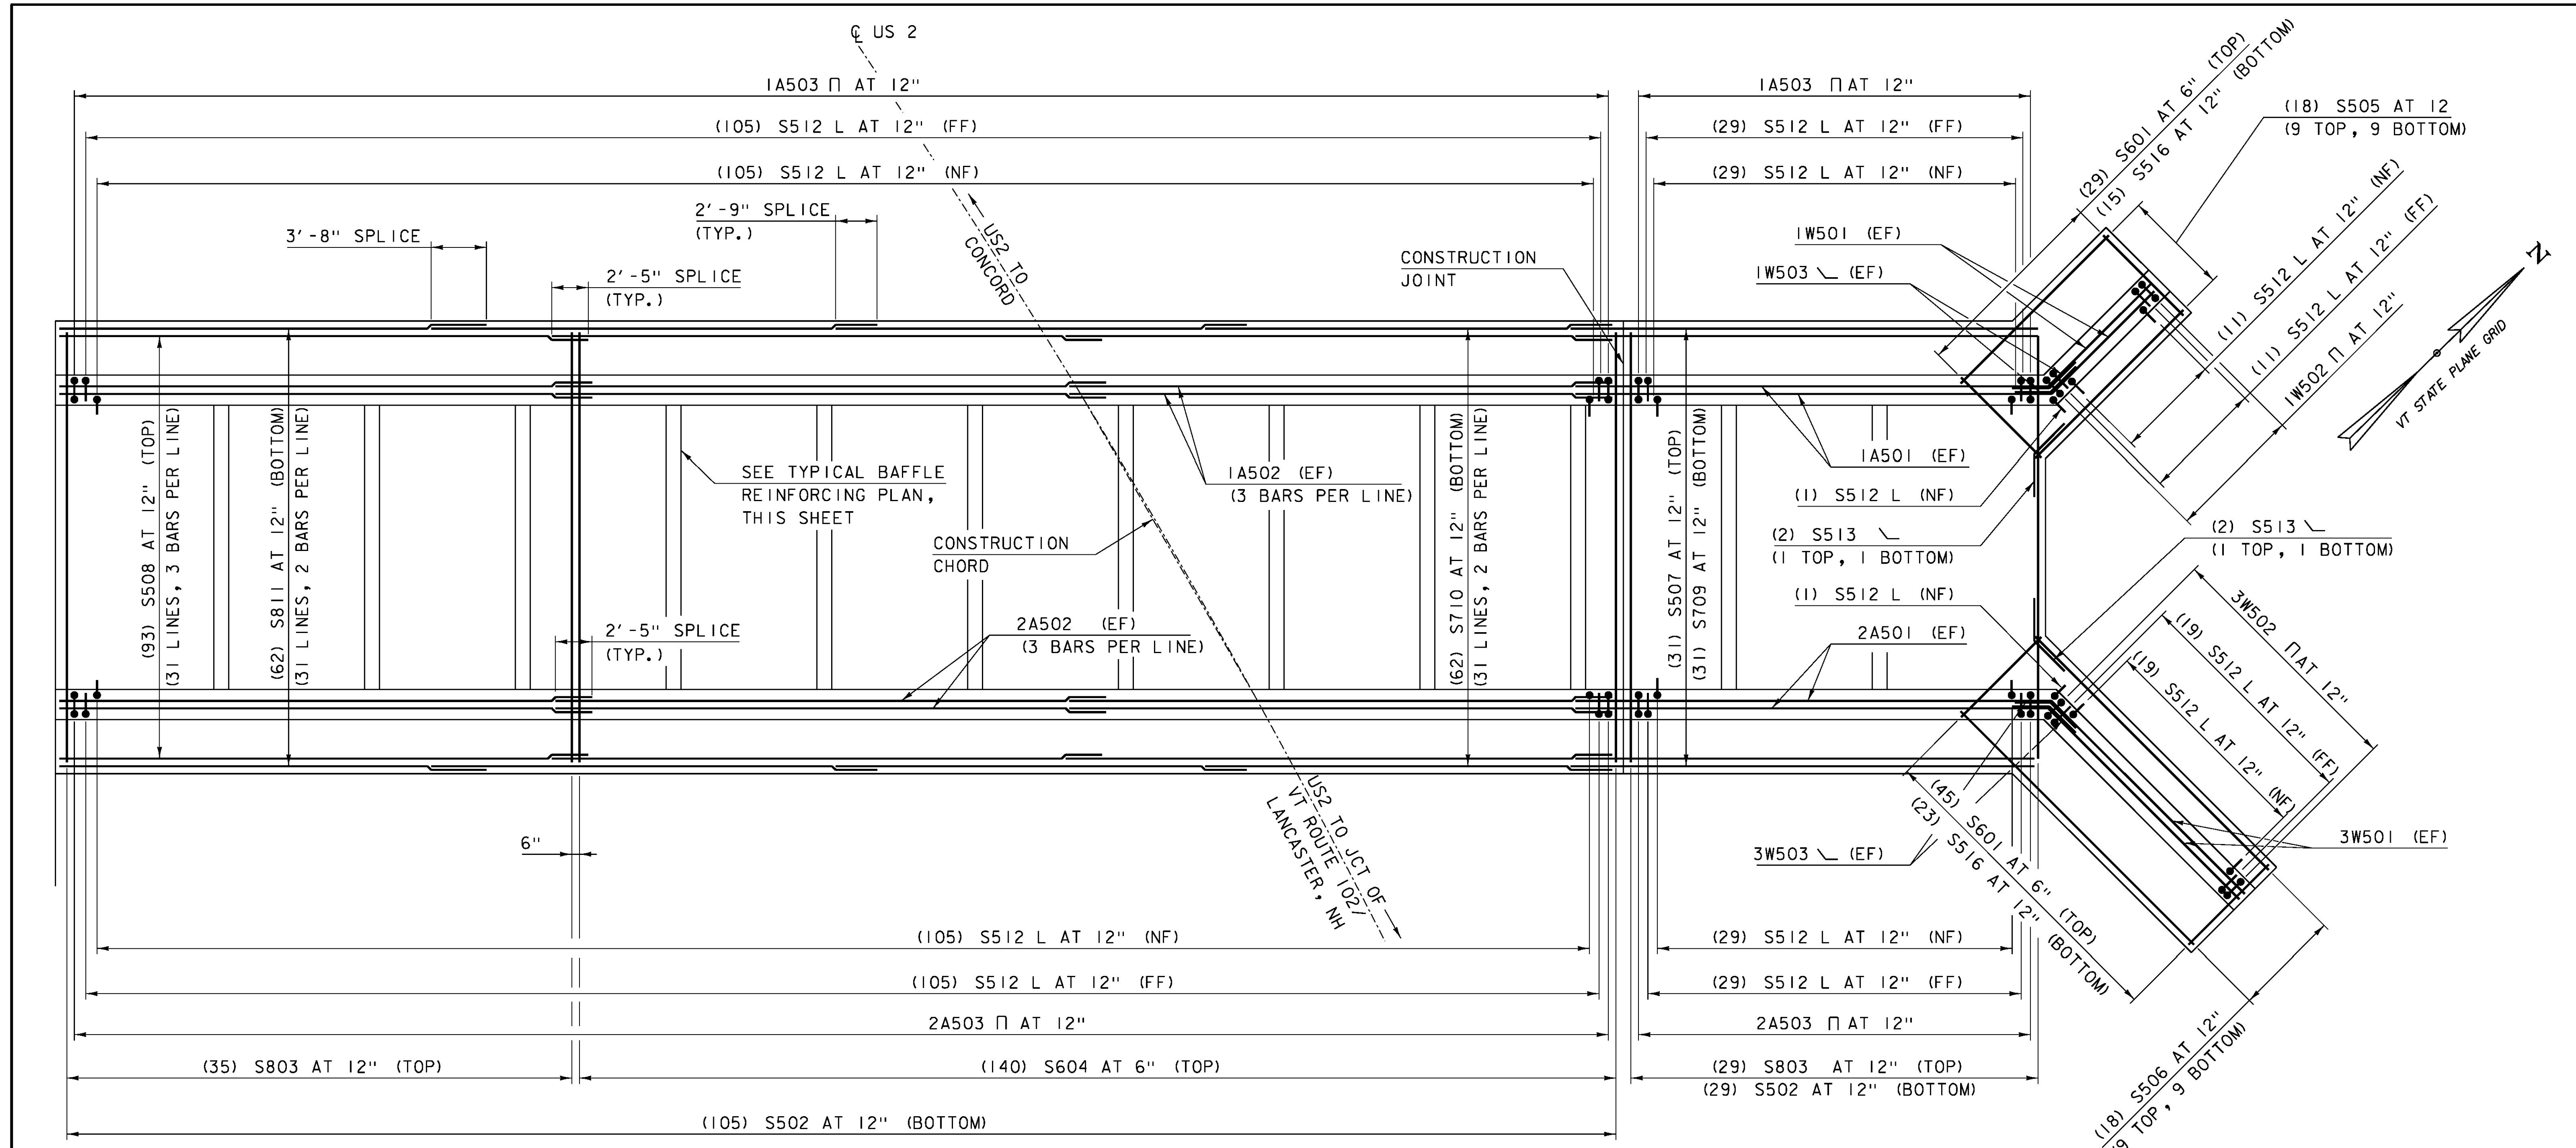 ℄ US 2
1A503 ⊓ AT 12"
1A503 ⊓ AT 12"
(29) S601 AT 6" (TOP)
(15) S516 AT 12" (BOTTOM)
(18) S505 AT 12
(9 TOP, 9 BOTTOM)
(105) S512 L AT 12" (FF)
(29) S512 L AT 12" (FF)
(105) S512 L AT 12" (NF)
(29) S512 L AT 12" (NF)
(11) S512 L AT 12" (NF)
(11) S512 L AT 12" (FF)
1W502 ⊓ AT 12"
3'-8" SPLICE
2'-9" SPLICE
(TYP.)
2'-5" SPLICE
(TYP.)
US2 TO
CONCORD
CONSTRUCTION
JOINT
1W501 (EF)
1W503 (EF)
N
VT STATE PLANE GRID
(93) S508 AT 12" (TOP)
(31 LINES, 3 BARS PER LINE)
(62) S811 AT 12" (BOTTOM)
(31 LINES, 2 BARS PER LINE)
SEE TYPICAL BAFFLE
REINFORCING PLAN,
THIS SHEET
1A502 (EF)
(3 BARS PER LINE)
CONSTRUCTION
CHORD
(62) S710 AT 12" (BOTTOM)
(31 LINES, 2 BARS PER LINE)
(31) S507 AT 12" (TOP)
(31) S709 AT 12" (BOTTOM)
1A501 (EF)
(1) S512 L (NF)
(2) S513
(1 TOP, 1 BOTTOM)
(2) S513
(1 TOP, 1 BOTTOM)
(1) S512 L (NF)
2A501 (EF)
2'-5" SPLICE
(TYP.)
2A502 (EF)
(3 BARS PER LINE)
3W502 ⊓ AT 12"
(19) S512 L AT 12" (FF)
(19) S512 L AT 12" (NF)
US2 TO JCT OF
VT ROUTE 102/
LANCASTER, NH
6"
3W503 (EF)
(45) S601 AT 6" (TOP)
(23) S516 AT 12" (BOTTOM)
3W501 (EF)
(105) S512 L AT 12" (NF)
(29) S512 L AT 12" (NF)
(105) S512 L AT 12" (FF)
(29) S512 L AT 12" (FF)
2A503 ⊓ AT 12"
2A503 ⊓ AT 12"
(35) S803 AT 12" (TOP)
(140) S604 AT 6" (TOP)
(29) S803 AT 12" (TOP)
(29) S502 AT 12" (BOTTOM)
(105) S502 AT 12" (BOTTOM)
(18) S506 AT 12"
TOP, 9 BOTTOM)